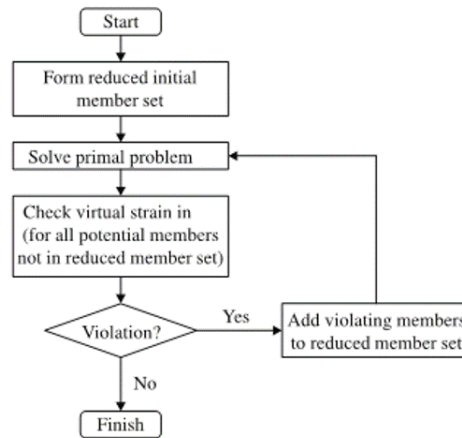 Start
Form reduced initial
member set
Solve primal problem
Check virtual strain in
(for all potential members
not in reduced member set)
Violation?
Yes
Add violating members
to reduced member set
No
Finish